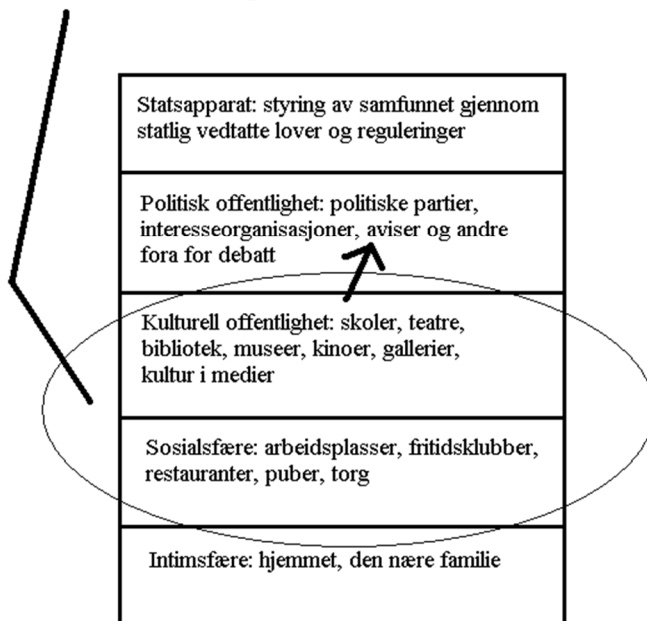 Statsapparat: styring av samfunnet gjennom
statlig vedtatte lover og reguleringer
Politisk offentlighet: politiske partier,
interesseorganisasjoner, aviser og andre
fora for debatt
Kulturell offentlighet: skoler, teatre,
bibliotek, museer, kinoer, gallerier,
kultur i medier
Sosialsfære: arbeidsplasser, fritidsklubber,
restauranter, puber, torg
Intimsfære: hjemmet, den nære familie